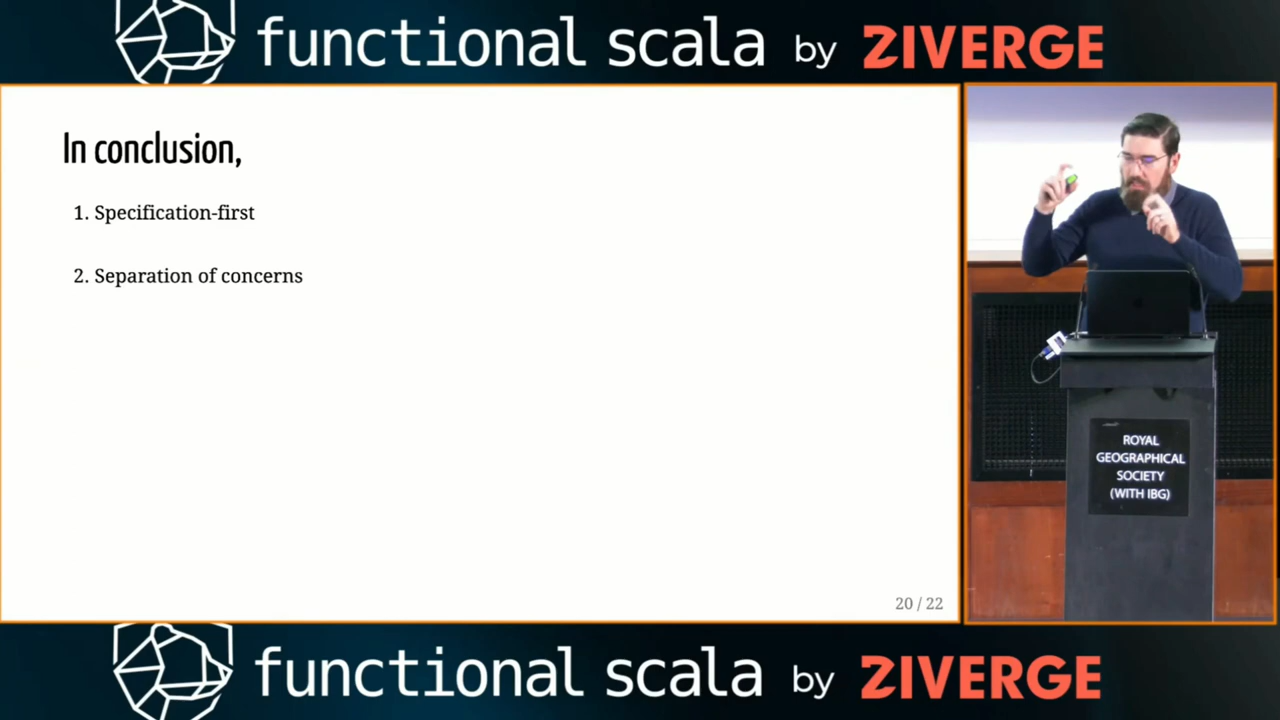 functional scala by ZIVERGE
In conclusion,
1. Specification-first
2. Separation of concerns
20 / 22
ROYAL
GEOGRAPHICAL
SOCIETY
(WITH IBG)
functional scala by ZIVERGE